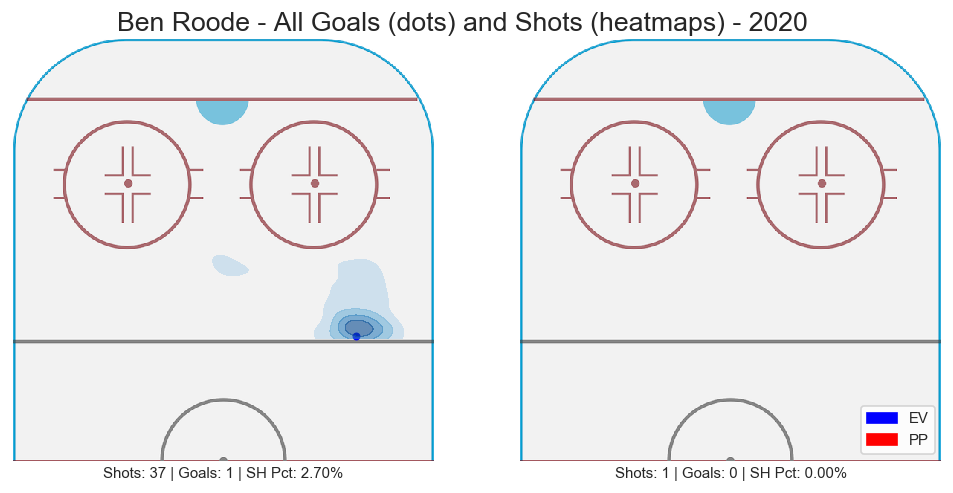 Ben Roode - All Goals (dots) and Shots (heatmaps) - 2020
EV
PP
Shots: 37 | Goals: 1 | SH Pct: 2.70%
Shots: 1 | Goals: 0 | SH Pct: 0.00%